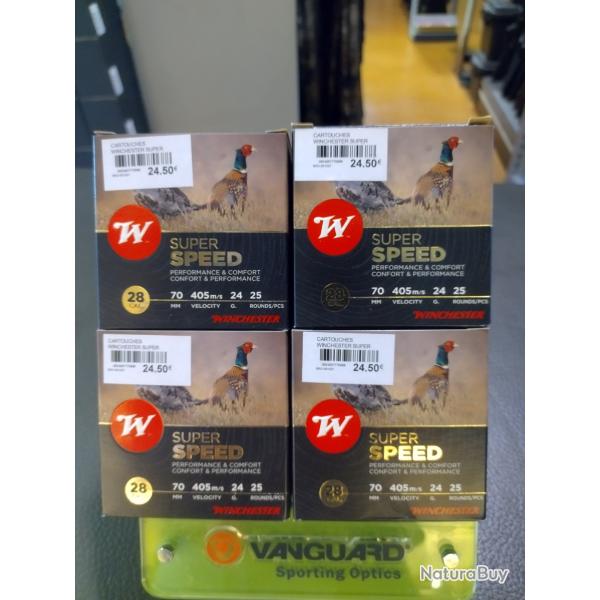 CARTOUCHES
WINCHESTER SUPER
24.50€
W
SUPER
SPEED
PERFORMANCE & COMFORT
CONFORT & PERFORMANCE
28
CAL.
70 405m/s 24 25
MM VELOCITY G. ROUNDS/PCS
WINCHESTER
CARTOUCHES
WINCHESTER SUPER
24.50€
W
SUPER
SPEED
PERFORMANCE & COMFORT
CONFORT & PERFORMANCE
28
CAL.
70 405m/s 24 25
MM VELOCITY G. ROUNDS/PCS
WINCHESTER
CARTOUCHES
WINCHESTER SUPER
24.50€
W
SUPER
SPEED
PERFORMANCE & COMFORT
CONFORT & PERFORMANCE
28
70 405m/s 24 25
MM VELOCITY G. ROUNDS/PCS
WINCHESTER
CARTOUCHES
WINCHESTER SUPER
24.50€
W
SUPER
SPEED
PERFORMANCE & COMFORT
CONFORT & PERFORMANCE
28
70 405m/s 24 25
MM VELOCITY G. ROUNDS/PCS
WINCHESTER
VANGUARD®
Sporting Optics
NaturaBuy